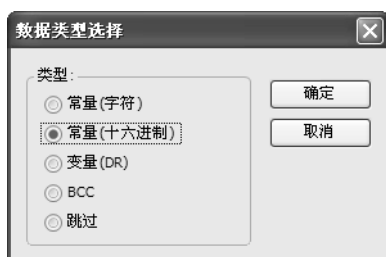 数据类型选择
类型:
常量(字符)
常量(十六进制)
变量(DR)
BCC
跳过
确定
取消